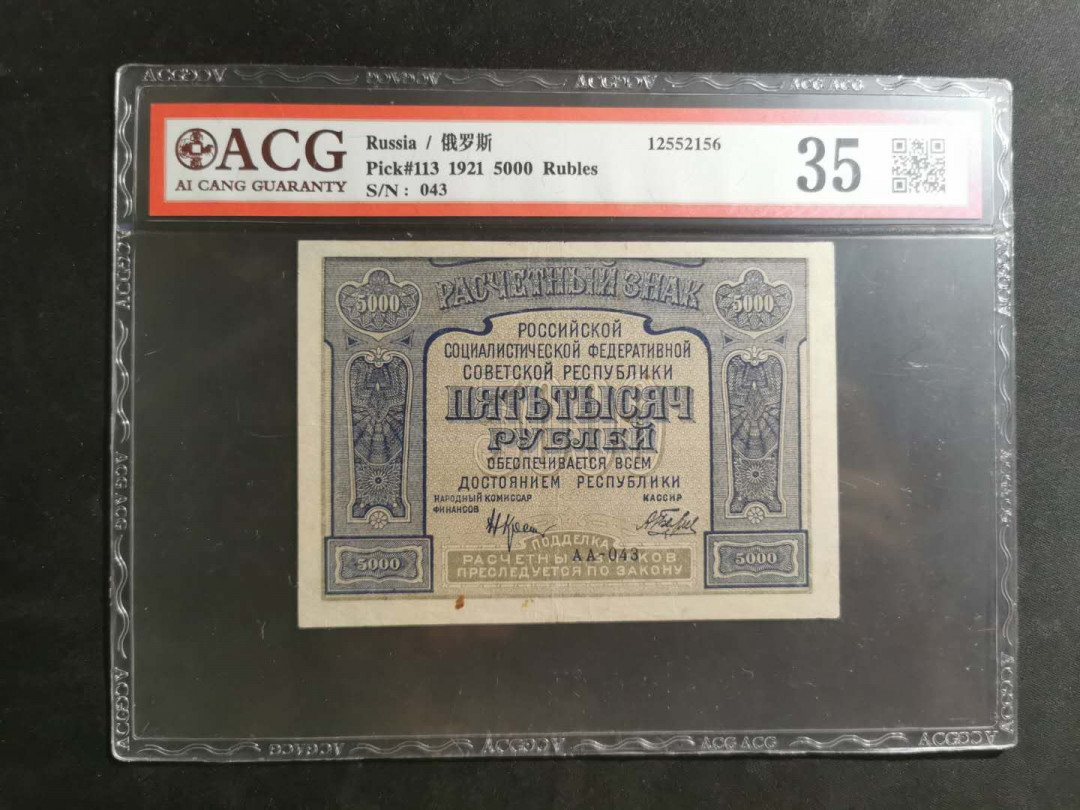 ACG
AI CANG GUARANTY
Russia / 俄罗斯
12552156
Pick#113 1921 5000 Rubles
S/N : 043
35
РАСЧЕТНЫЙ ЗНАК
5000
5000
РОССИЙСКОЙ
СОЦИАЛИСТИЧЕСКОЙ ФЕДЕРАТИВНОЙ
СОВЕТСКОЙ РЕСПУБЛИКИ
ПЯТЬ ТЫСЯЧ
РУБЛЕЙ
ОБЕСПЕЧИВАЕТСЯ ВСЕМ
ДОСТОЯНИЕМ РЕСПУБЛИКИ
НАРОДНЫЙ КОМИССАР
ФИНАНСОВ
КАССИР
ПОДДЕЛКА
АА-043
РАСЧЕТНЫХ ЗНАКОВ
ПРЕСЛЕДУЕТСЯ ПО ЗАКОНУ
5000
5000